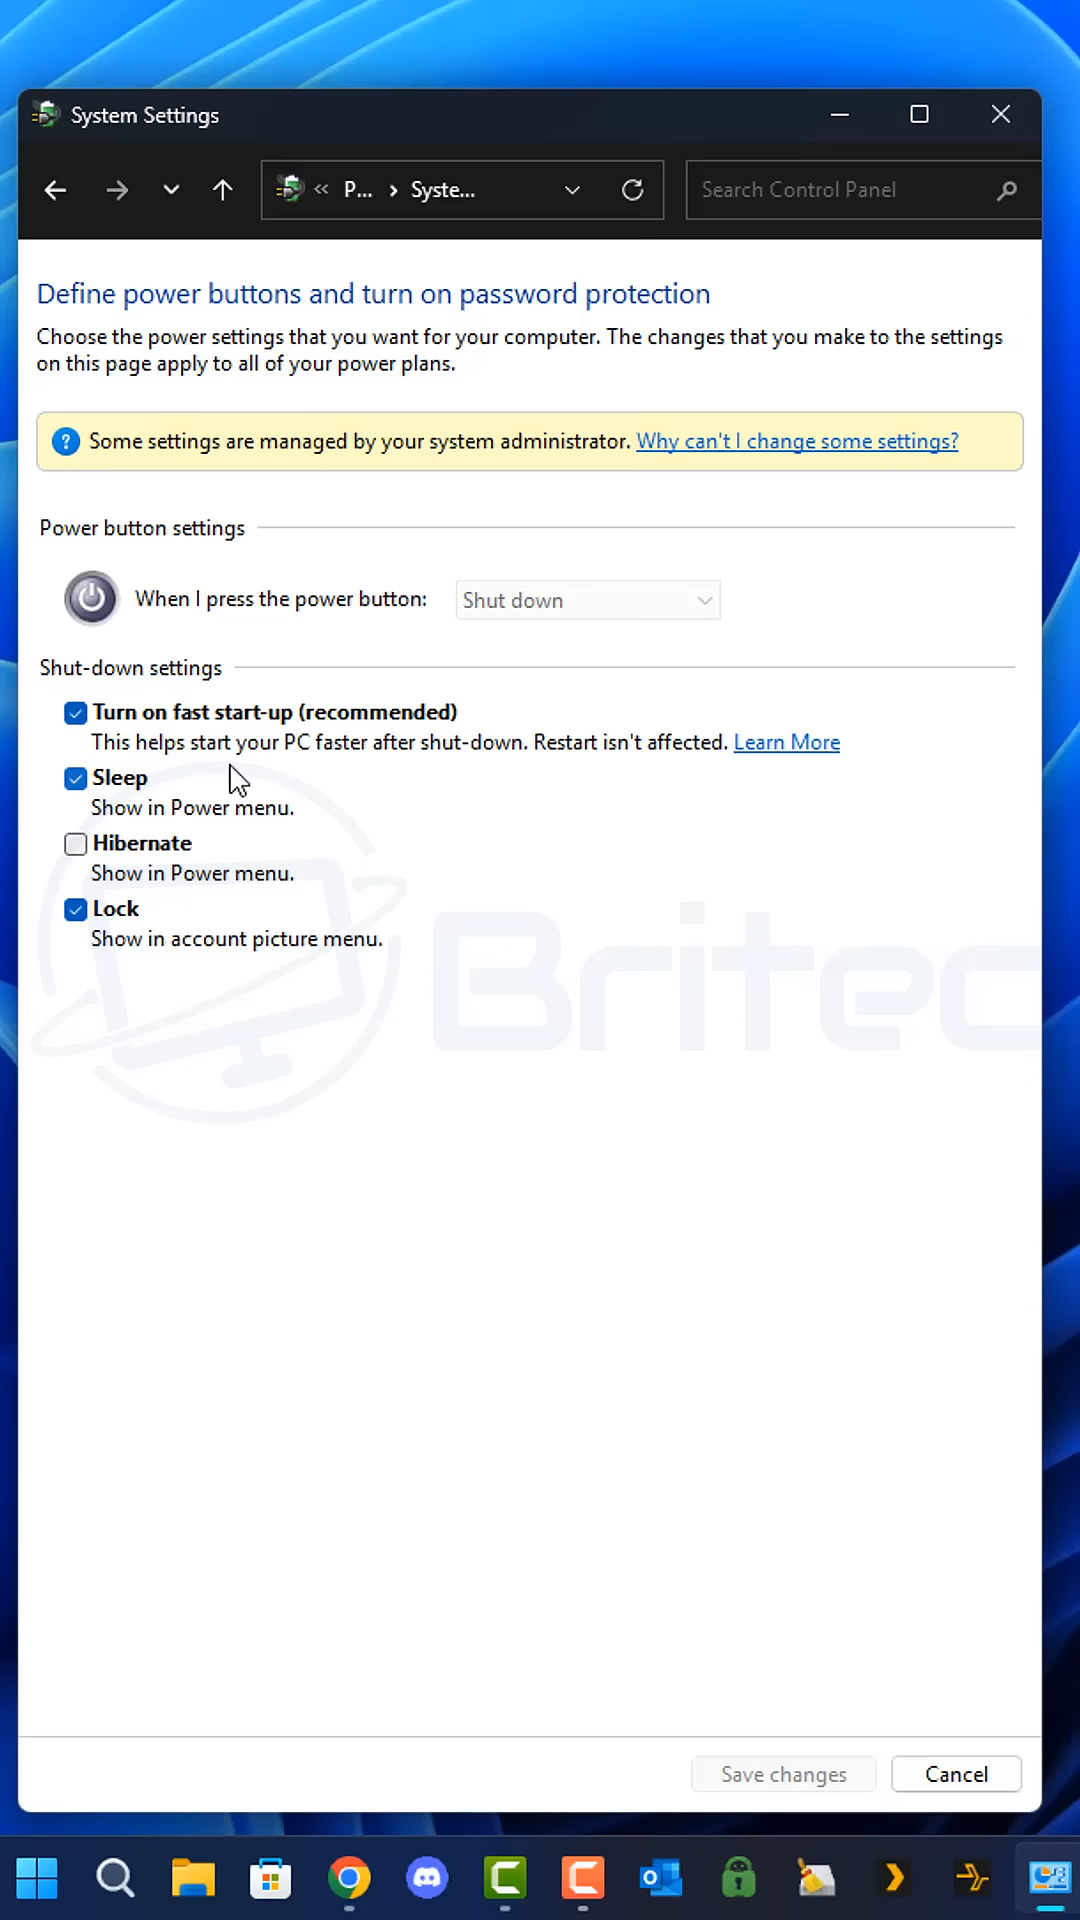 System Settings
« P... > Syste...
Search Control Panel
Define power buttons and turn on password protection
Choose the power settings that you want for your computer. The changes that you make to the settings
on this page apply to all of your power plans.
Some settings are managed by your system administrator. Why can't I change some settings?
Power button settings
When I press the power button: Shut down
Shut-down settings
Turn on fast start-up (recommended)
This helps start your PC faster after shut-down. Restart isn't affected. Learn More
Sleep
Show in Power menu.
Hibernate
Show in Power menu.
Lock
Show in account picture menu.
Britec
Save changes Cancel